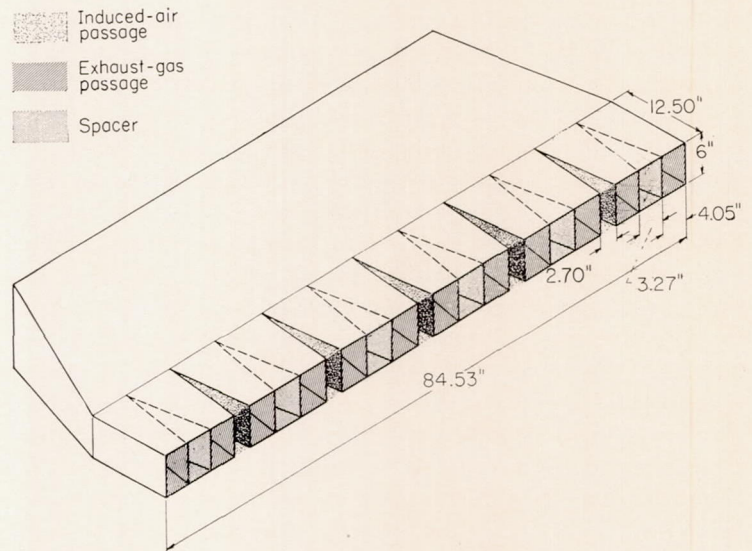 Induced-air
passage
Exhaust-gas
passage
Spacer
12.50"
6"
4.05"
2.70"
3.27"
84.53"